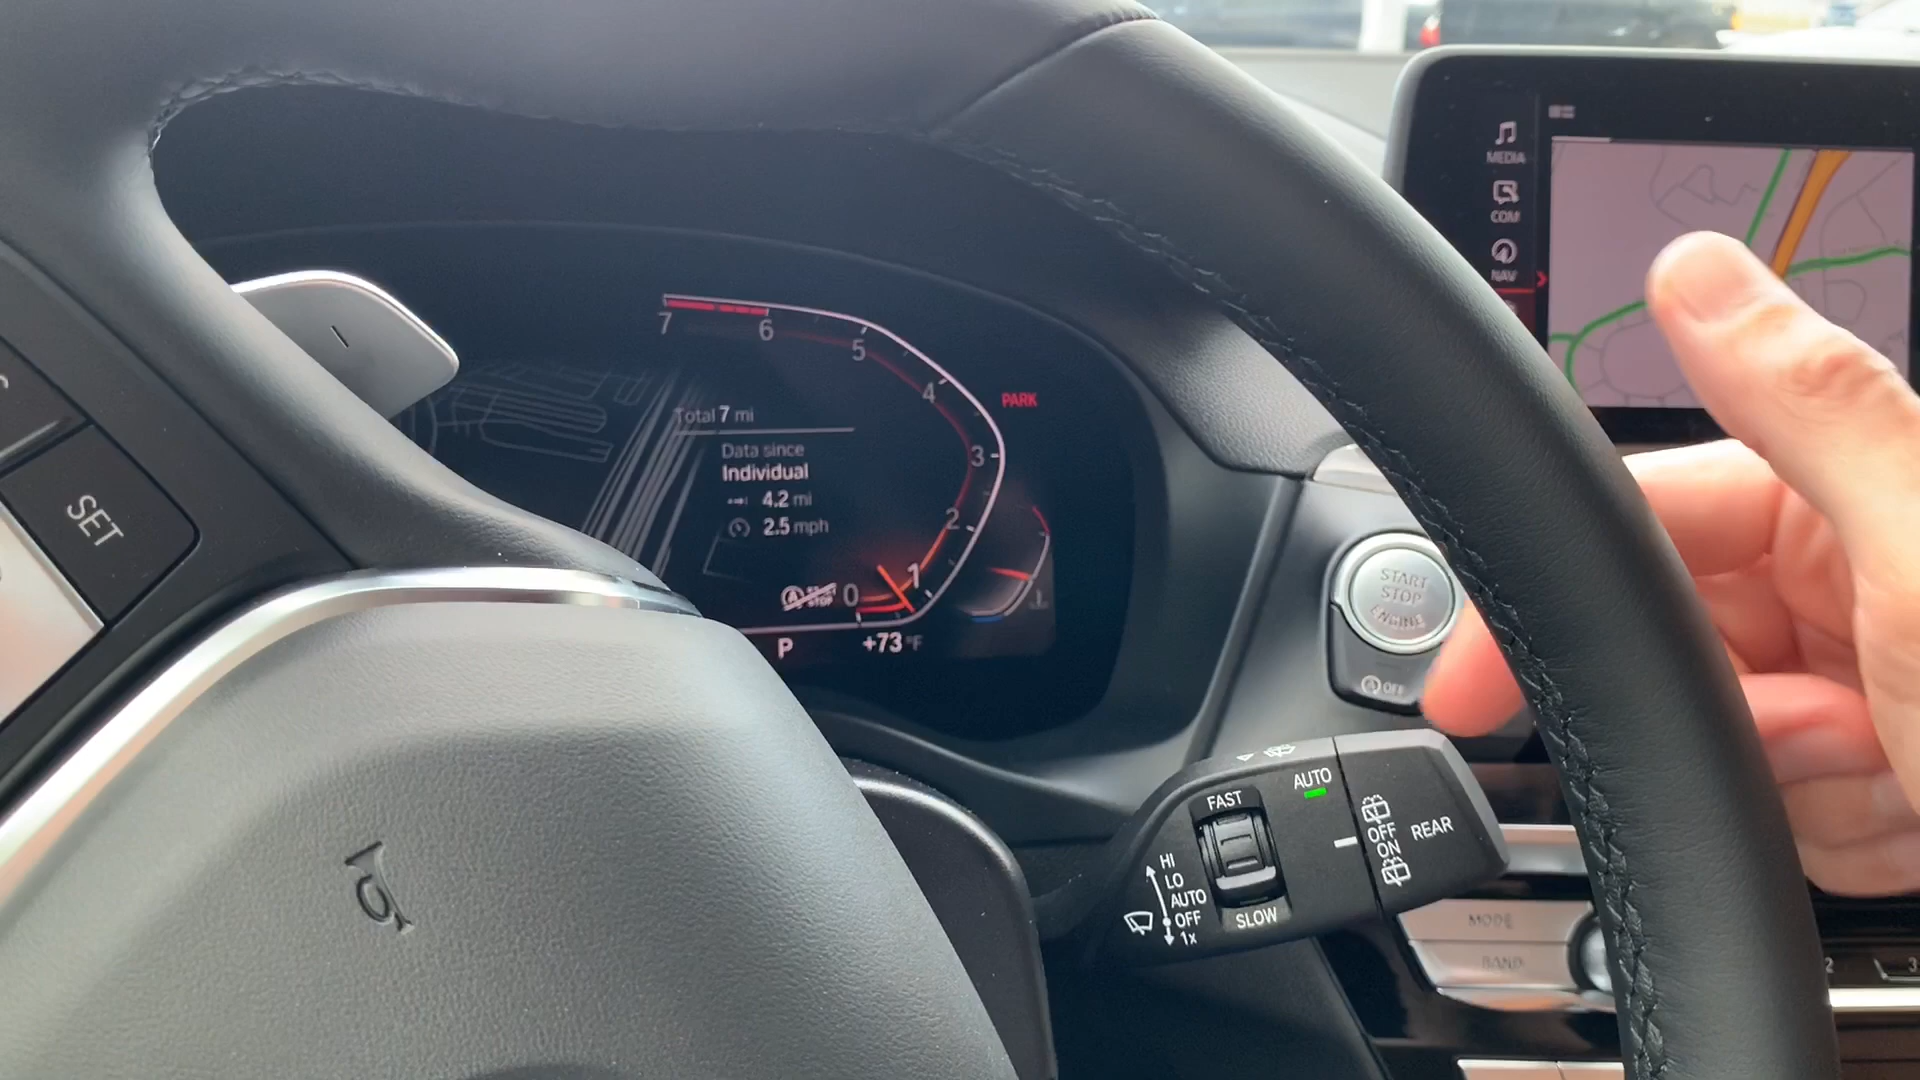 MEDIA
COM
NAV
7
6
5
4
3
2
1
0
PARK
Total 7 mi
Data since
Individual
4.2 mi
2.5 mph
P
+73 °F
SET
START
STOP
ENGINE
OFF
AUTO
FAST
SLOW
HI
LO
AUTO
OFF
1x
OFF
ON
REAR
MODE
BAND
2
3